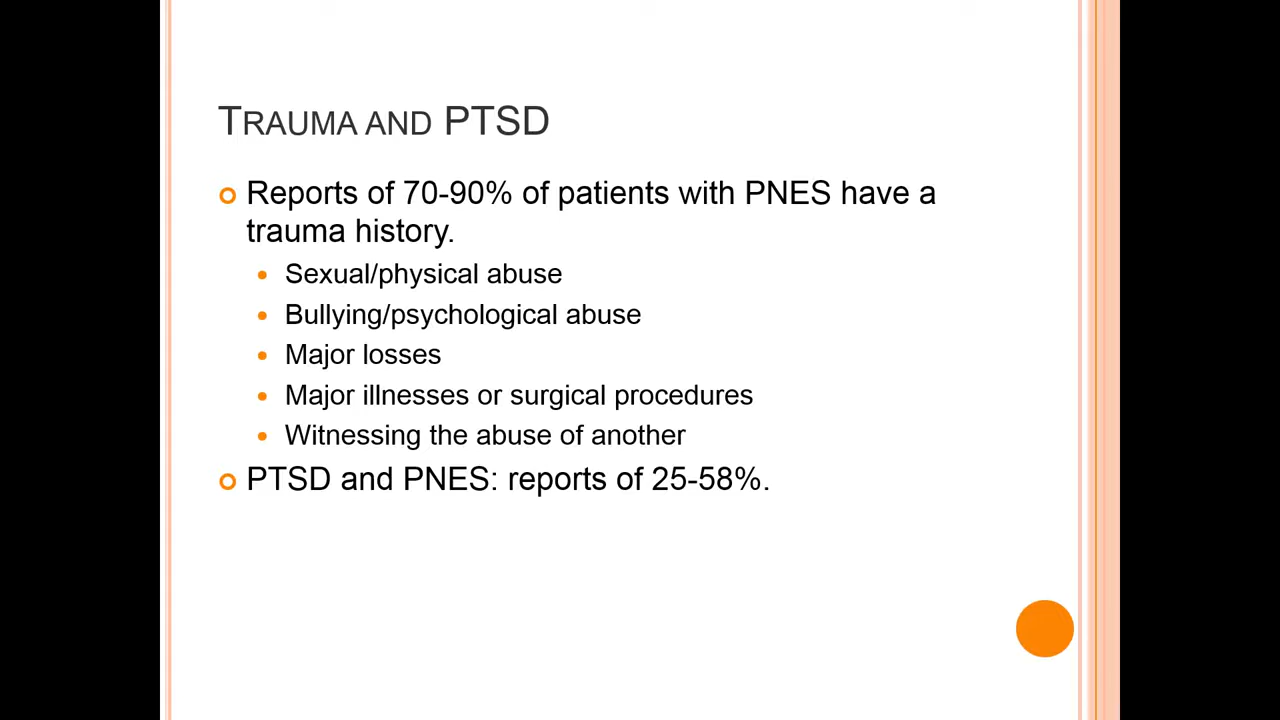 Trauma and PTSD
Reports of 70-90% of patients with PNES have a
trauma history.
Sexual/physical abuse
Bullying/psychological abuse
Major losses
Major illnesses or surgical procedures
Witnessing the abuse of another
PTSD and PNES: reports of 25-58%.